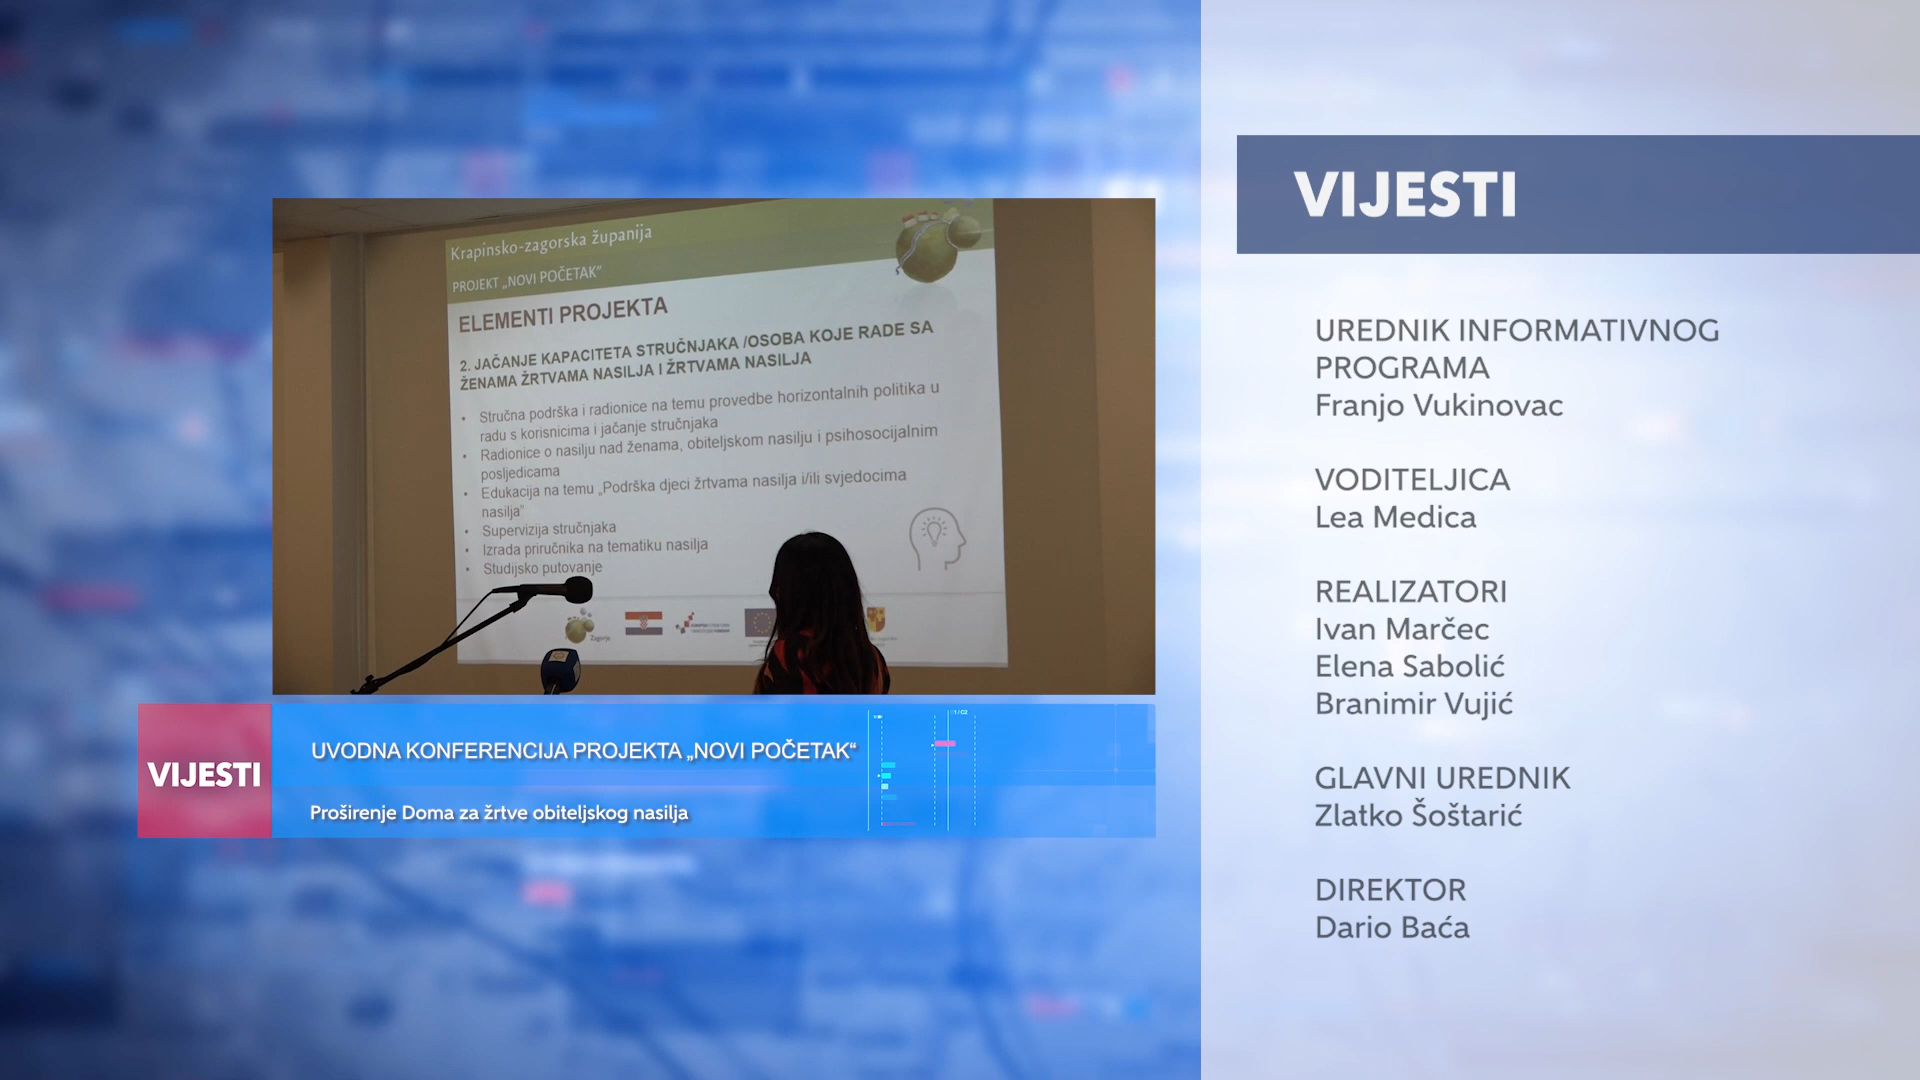 Krapinsko-zagorska županija
PROJEKT „NOVI POČETAK”
ELEMENTI PROJEKTA
2. JAČANJE KAPACITETA STRUČNJAKA /OSOBA KOJE RADE SA
ŽENAMA ŽRTVAMA NASILJA I ŽRTVAMA NASILJA
• Stručna podrška i radionice na temu provedbe horizontalnih politika u
radu s korisnicima i jačanje stručnjaka
• Radionice o nasilju nad ženama, obiteljskom nasilju i psihosocijalnim
posljedicama
• Edukacija na temu „Podrška djeci žrtvama nasilja i/ili svjedocima
nasilja”
• Supervizija stručnjaka
• Izrada priručnika na tematiku nasilja
• Studijsko putovanje
Zagorje
VIJESTI
UVODNA KONFERENCIJA PROJEKTA „NOVI POČETAK“
Proširenje Doma za žrtve obiteljskog nasilja
VIJESTI
UREDNIK INFORMATIVNOG
PROGRAMA
Franjo Vukinovac
VODITELJICA
Lea Medica
REALIZATORI
Ivan Marčec
Elena Sabolić
Branimir Vujić
GLAVNI UREDNIK
Zlatko Šoštarić
DIREKTOR
Dario Baća